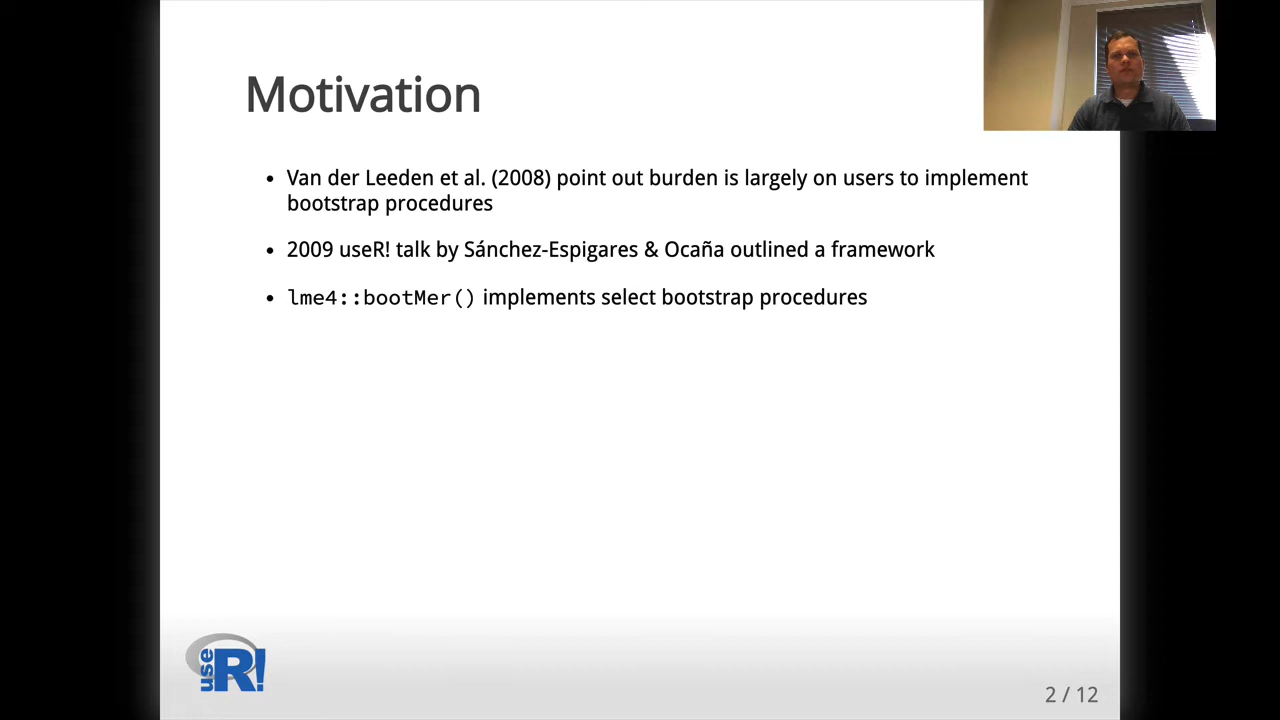 Motivation
• Van der Leeden et al. (2008) point out burden is largely on users to implement
bootstrap procedures
• 2009 useR! talk by Sánchez-Espigares & Ocaña outlined a framework
• lme4::bootMer() implements select bootstrap procedures
use R!
2 / 12